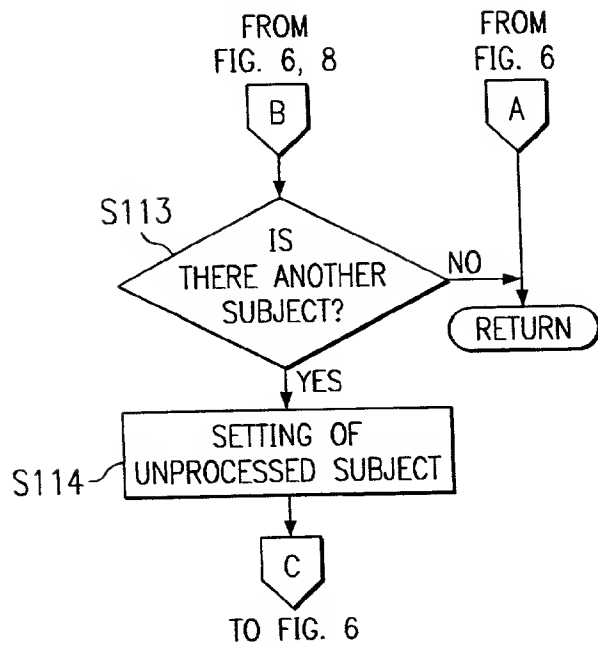 FROM
FIG. 6, 8
FROM
FIG. 6
B
A
S113
IS
THERE ANOTHER
SUBJECT?
NO
RETURN
YES
SETTING OF
UNPROCESSED SUBJECT
S114
C
TO FIG. 6